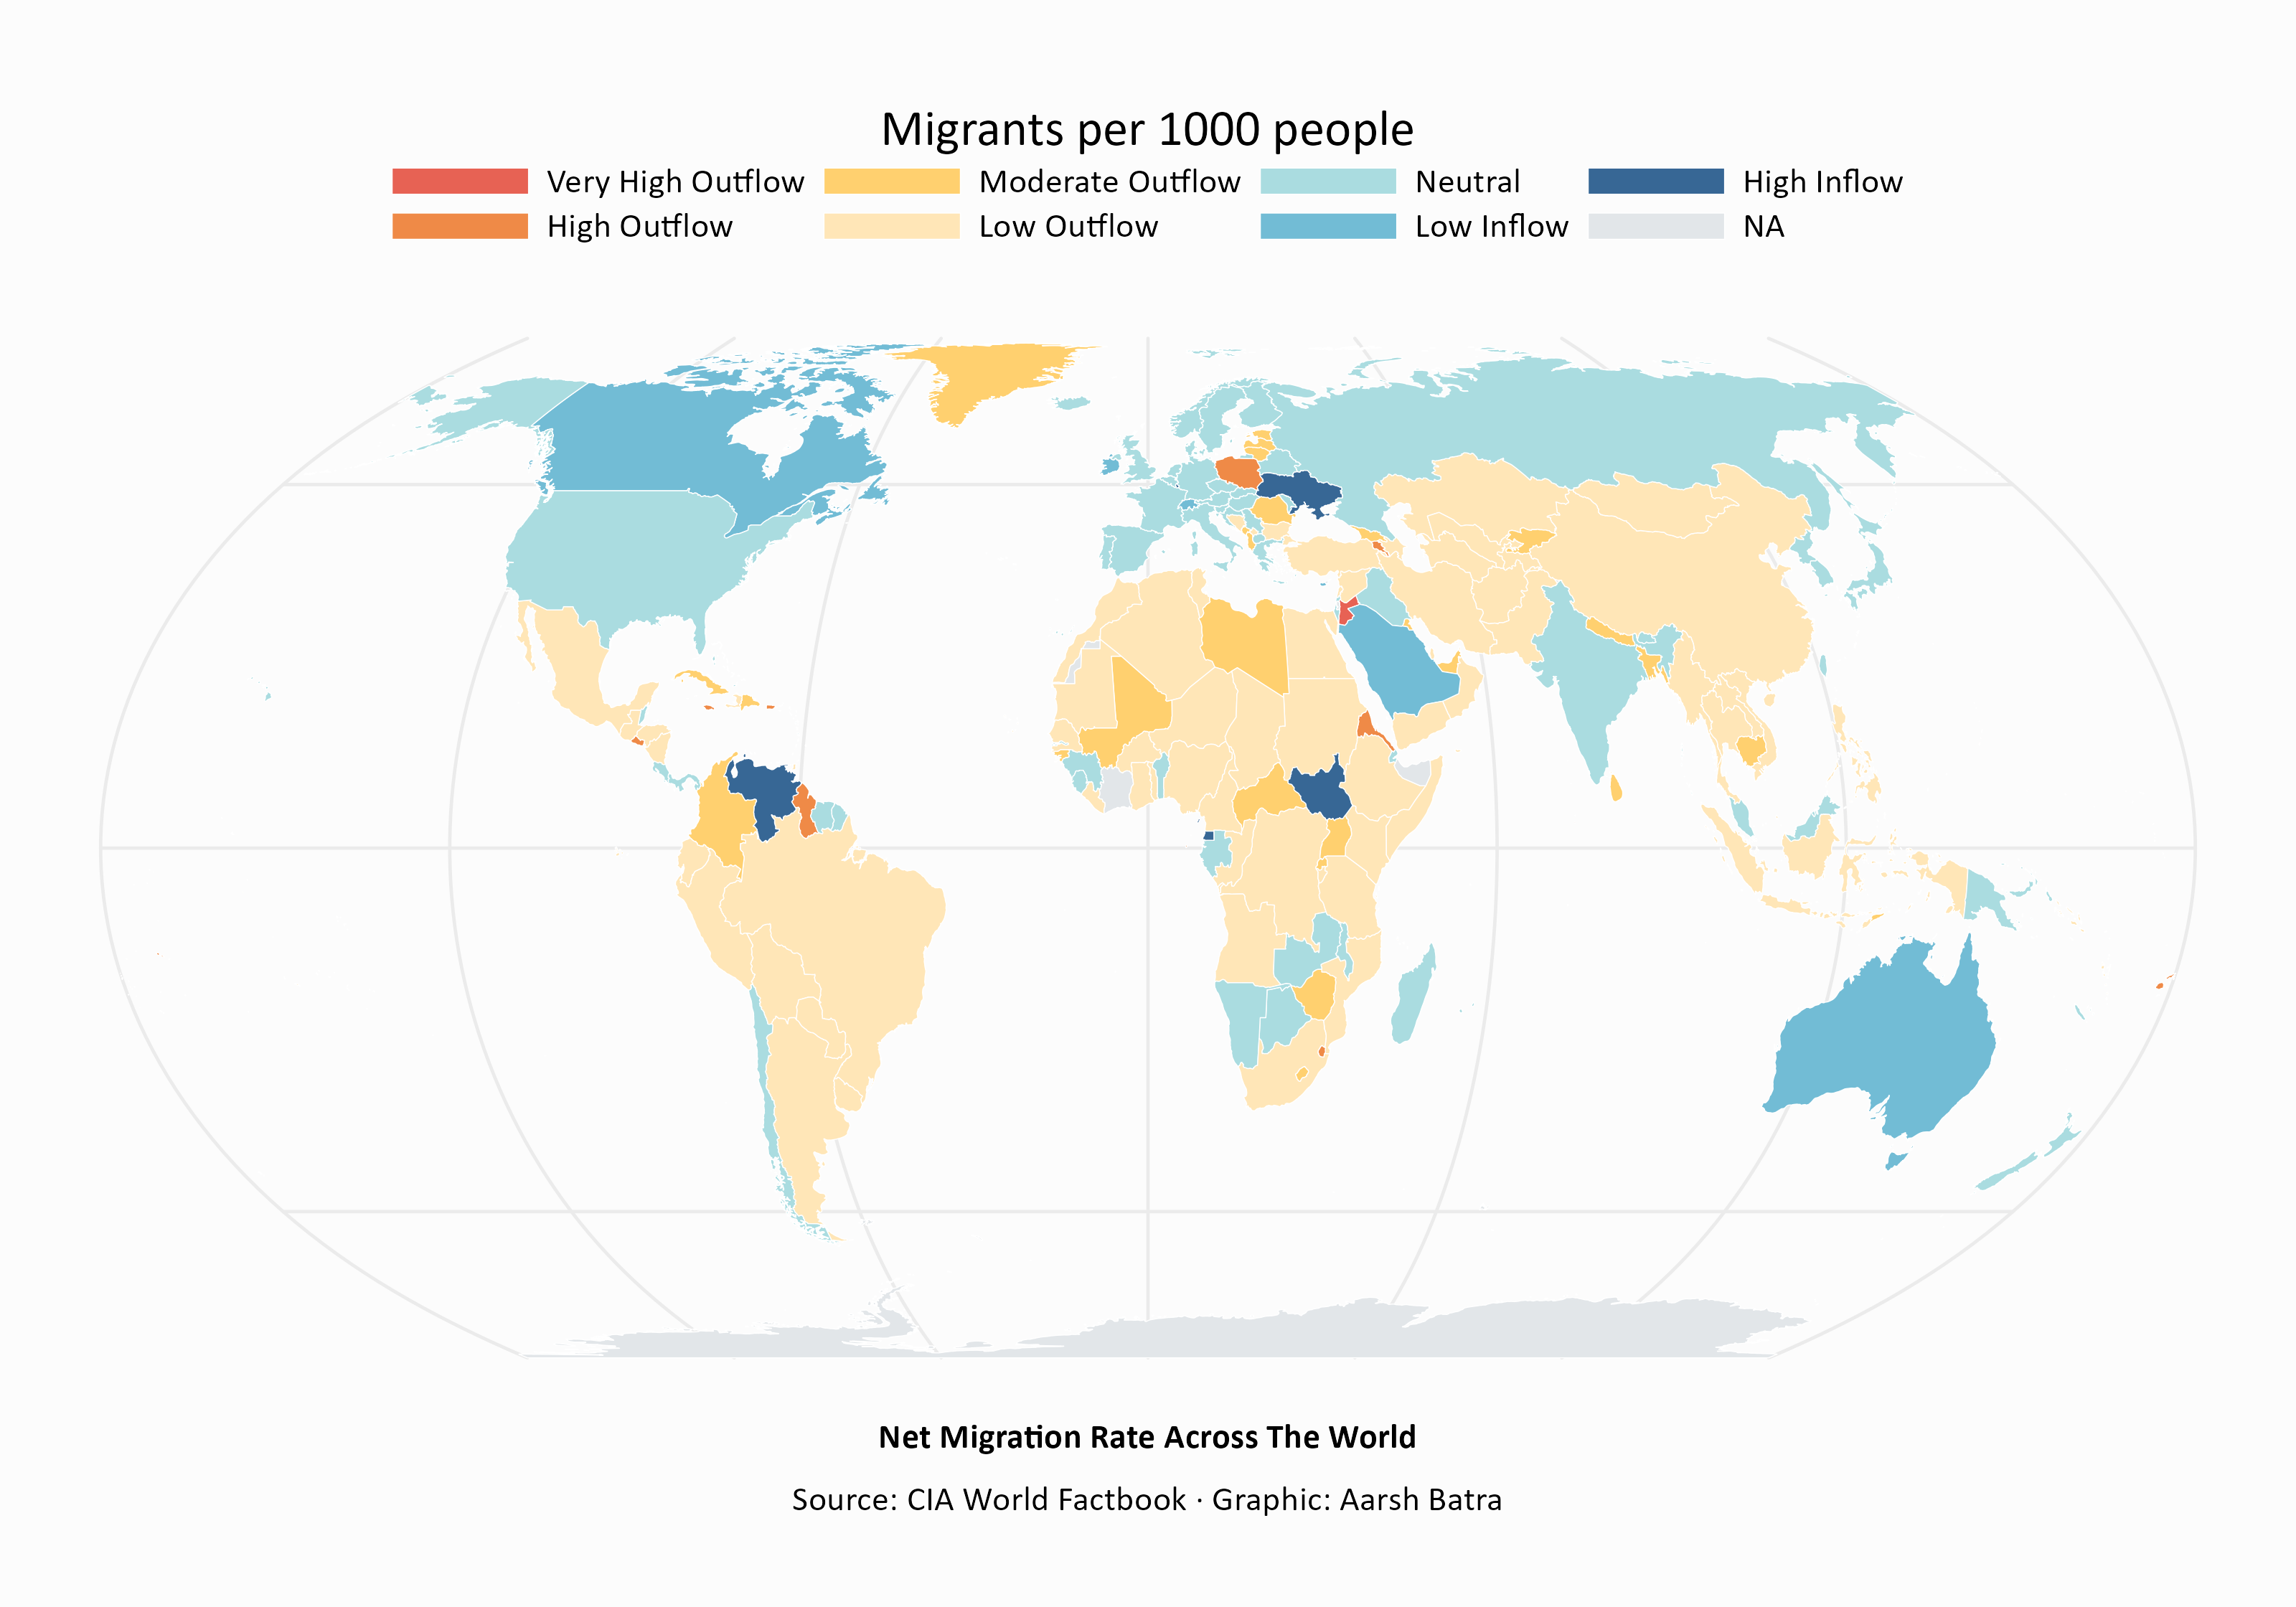 Migrants per 1000 people
Very High Outflow
Moderate Outflow
Neutral
High Inflow
High Outflow
Low Outflow
Low Inflow
NA
Net Migration Rate Across The World
Source: CIA World Factbook · Graphic: Aarsh Batra